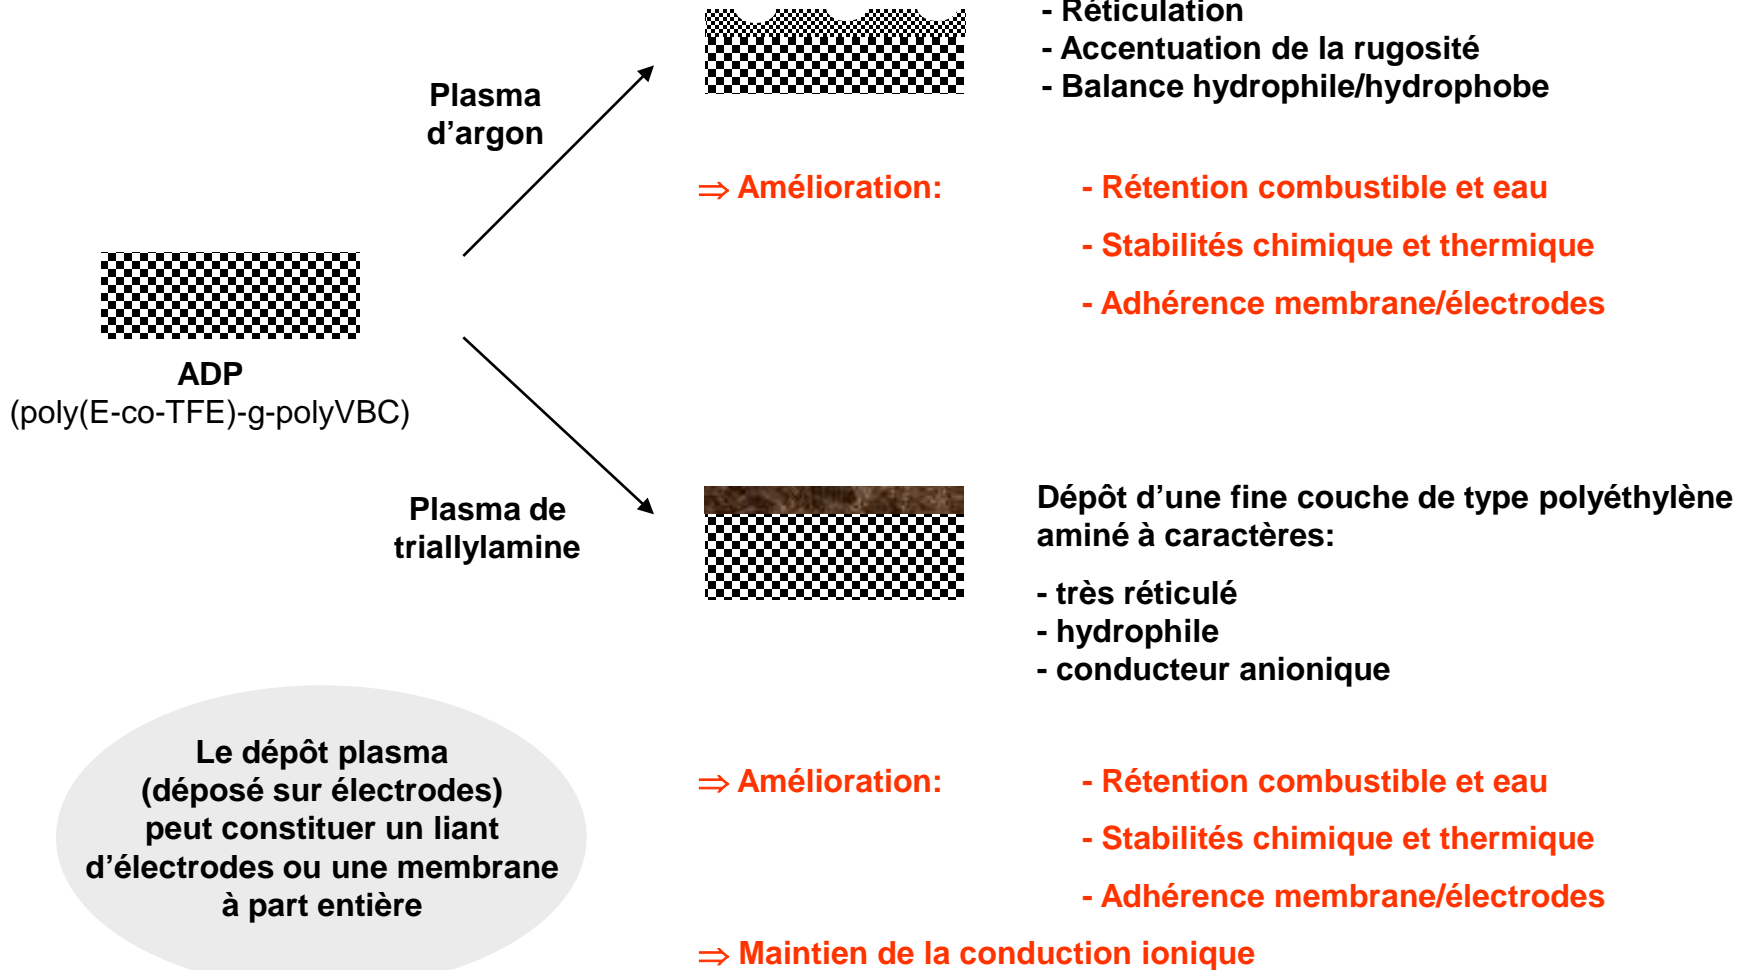 - Réticulation
- Accentuation de la rugosité
- Balance hydrophile/hydrophobe
Plasma
d’argon
⇒ Amélioration:
- Rétention combustible et eau
- Stabilités chimique et thermique
- Adhérence membrane/électrodes
ADP
(poly(E-co-TFE)-g-polyVBC)
Plasma de
triallylamine
Dépôt d’une fine couche de type polyéthylène
aminé à caractères:
- très réticulé
- hydrophile
- conducteur anionique
Le dépôt plasma
(déposé sur électrodes)
peut constituer un liant
d’électrodes ou une membrane
à part entière
⇒ Amélioration:
- Rétention combustible et eau
- Stabilités chimique et thermique
- Adhérence membrane/électrodes
⇒ Maintien de la conduction ionique